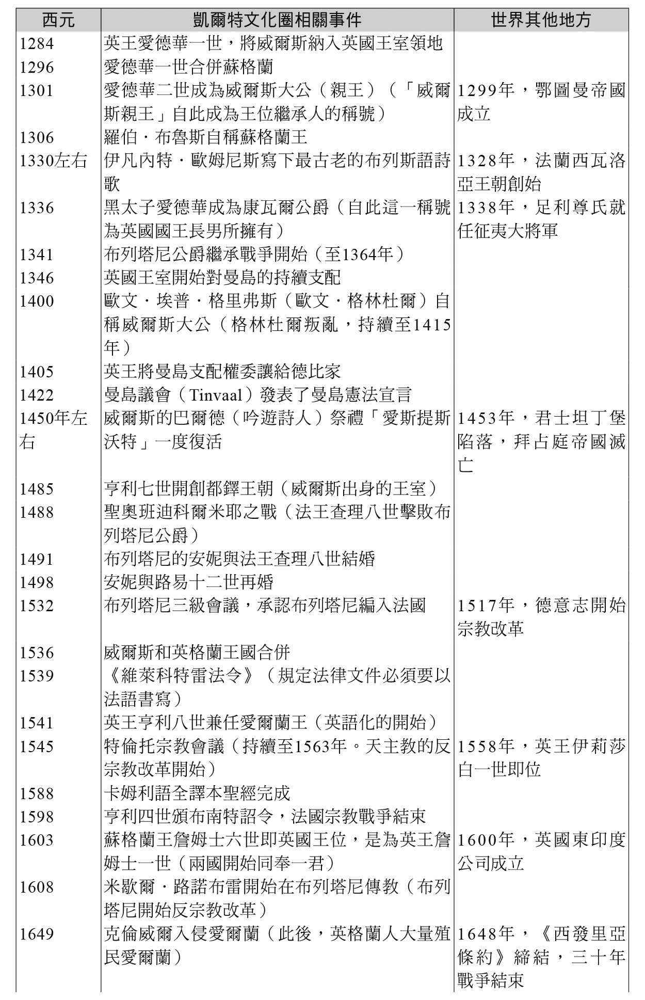 西元 凱爾特文化圈相關事件 世界其他地方
1284 英王愛德華一世，將威爾斯納入英國王室領地
1296 愛德華一世合併蘇格蘭
1301 愛德華二世成為威爾斯大公（親王）（「威爾 1299年，鄂圖曼帝國
斯親王」自此成為王位繼承人的稱號） 成立
1306 羅伯．布魯斯自稱蘇格蘭王
1330左右 伊凡內特．歐姆尼斯寫下最古老的布列斯語詩 1328年，法蘭西瓦洛
歌 亞王朝創始
1336 黑太子愛德華成為康瓦爾公爵（自此這一稱號 1338年，足利尊氏就
為英國國王長男所擁有） 任征夷大將軍
1341 布列塔尼公爵繼承戰爭開始（至1364年）
1346 英國王室開始對曼島的持續支配
1400 歐文．埃普．格里弗斯（歐文．格林杜爾）自
稱威爾斯大公（格林杜爾叛亂，持續至1415
年）
1405 英王將曼島支配權委讓給德比家
1422 曼島議會（Tinvaal）發表了曼島憲法宣言
1450年左 威爾斯的巴爾德（吟遊詩人）祭禮「愛斯提斯 1453年，君士坦丁堡
右 沃特」一度復活 陷落，拜占庭帝國滅
亡
1485 亨利七世開創都鐸王朝（威爾斯出身的王室）
1488 聖奧班迪科爾米耶之戰（法王查理八世擊敗布
列塔尼公爵）
1491 布列塔尼的安妮與法王查理八世結婚
1498 安妮與路易十二世再婚
1532 布列塔尼三級會議，承認布列塔尼編入法國 1517年，德意志開始
宗教改革
1536 威爾斯和英格蘭王國合併
1539 《維萊科特雷法令》（規定法律文件必須要以
法語書寫）
1541 英王亨利八世兼任愛爾蘭王（英語化的開始）
1545 特倫托宗教會議（持續至1563年。天主教的反 1558年，英王伊莉莎
宗教改革開始） 白一世即位
1588 卡姆利語全譯本聖經完成
1598 亨利四世頒布南特詔令，法國宗教戰爭結束
1603 蘇格蘭王詹姆士六世即英國王位，是為英王詹 1600年，英國東印度
姆士一世（兩國開始同奉一君） 公司成立
1608 米歇爾．路諾布雷開始在布列塔尼傳教（布列
塔尼開始反宗教改革）
1649 克倫威爾入侵愛爾蘭（此後，英格蘭人大量殖 1648年，《西發里亞
民愛爾蘭） 條約》締結，三十年
戰爭結束